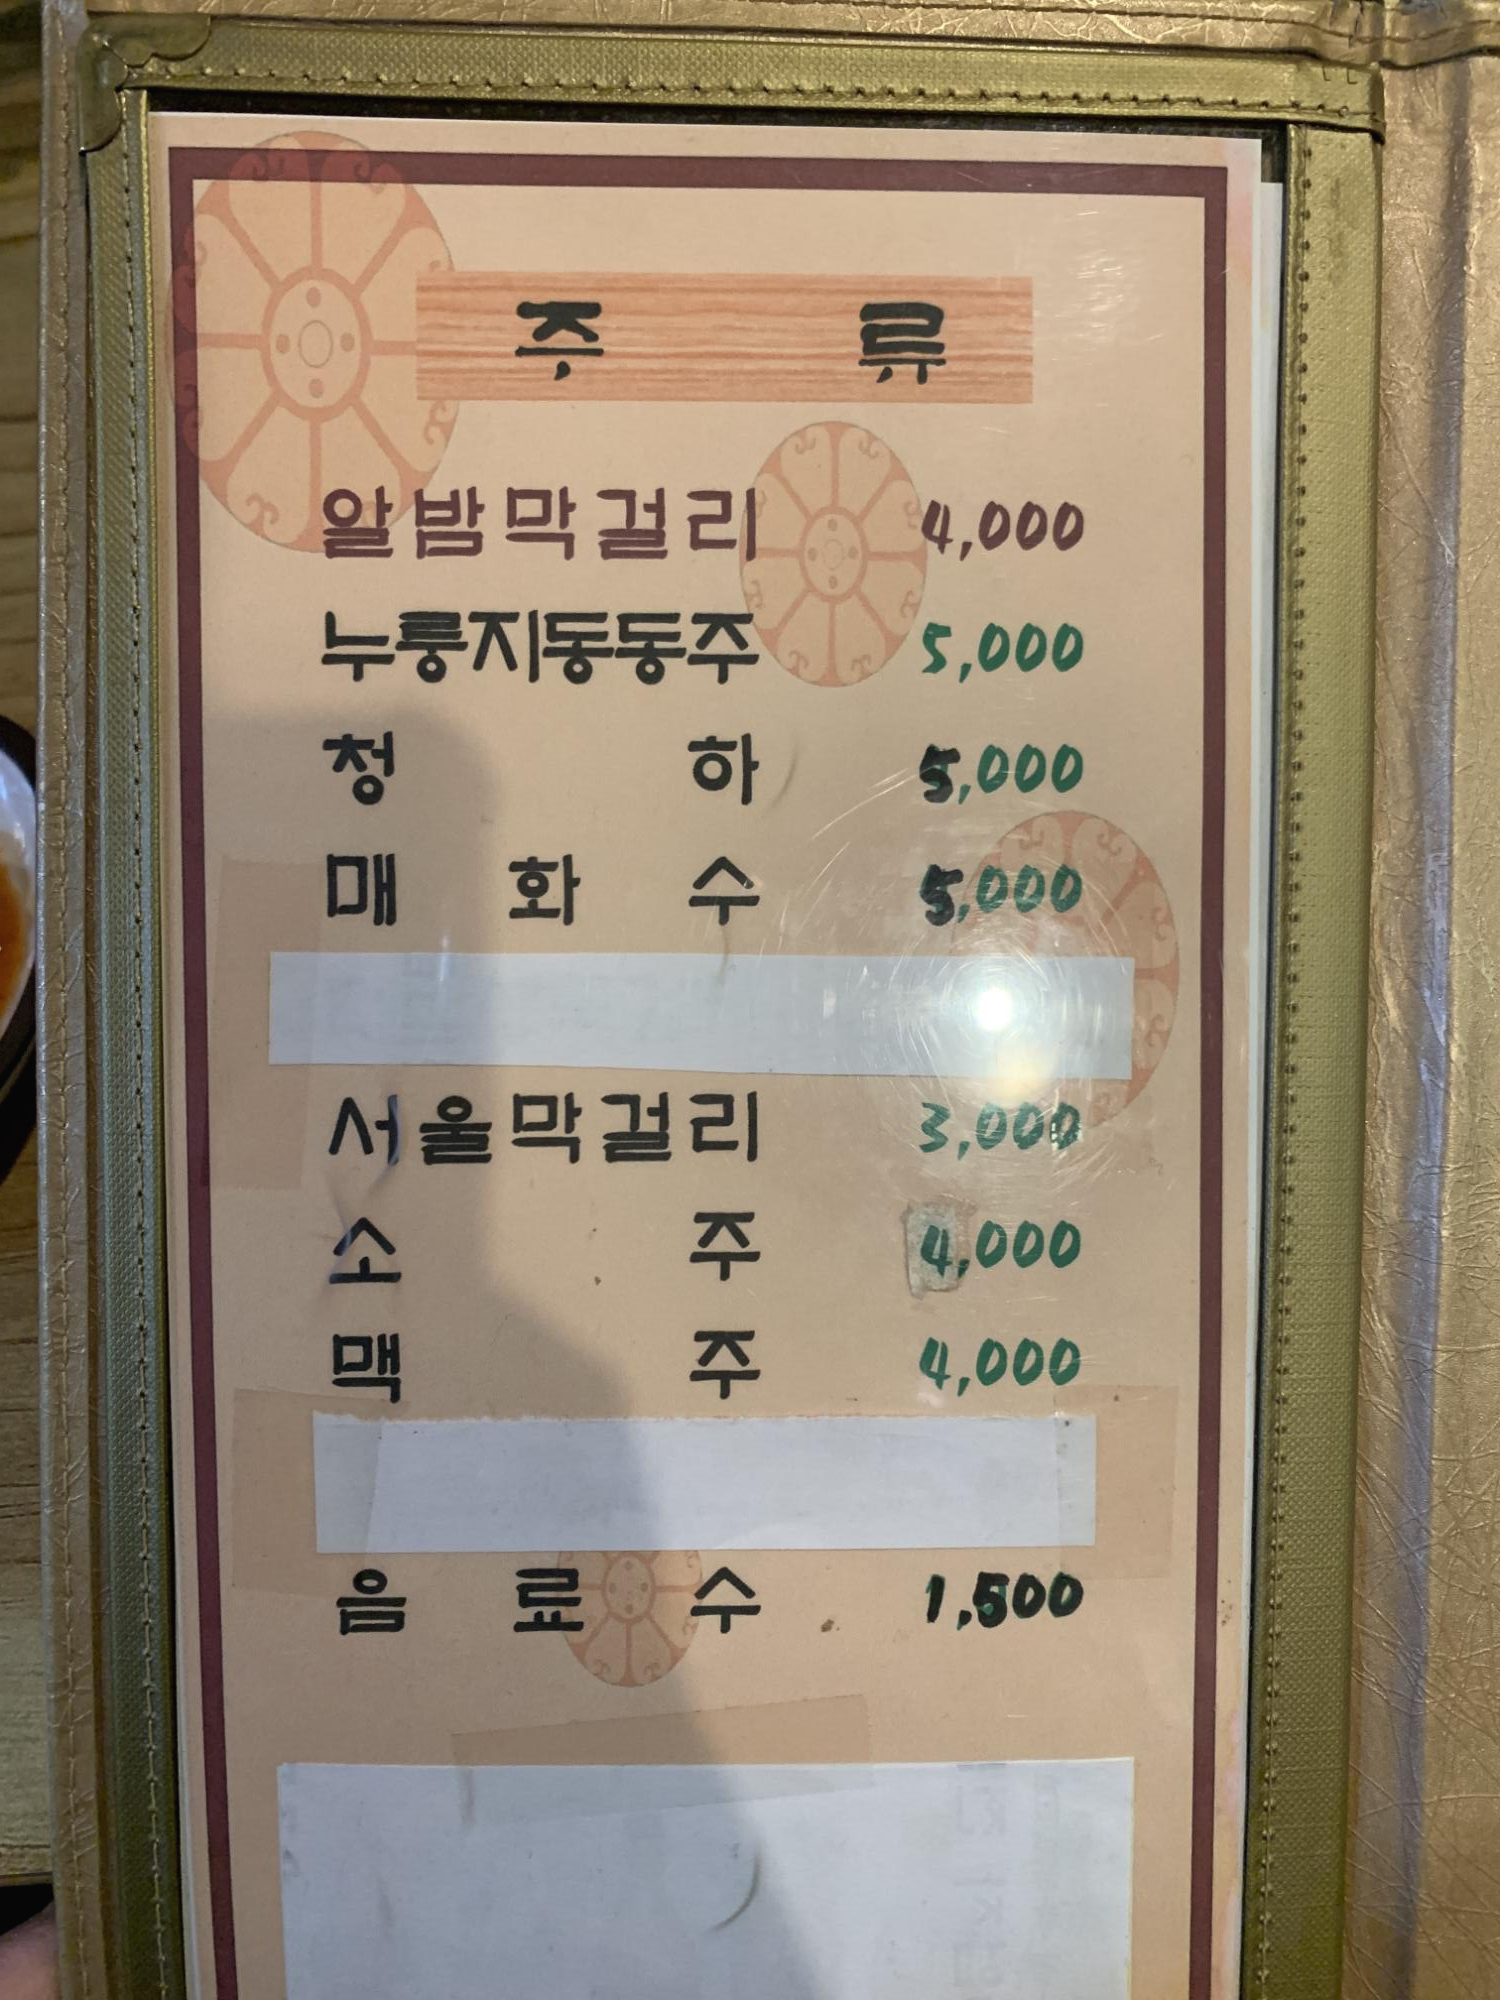 주 류
알밤막걸리 4,000
누룽지동동주 5,000
청 하 5,000
매 화 수 5,000
서울막걸리 3,000
소 주 4,000
맥 주 4,000
음 료 수 1,500